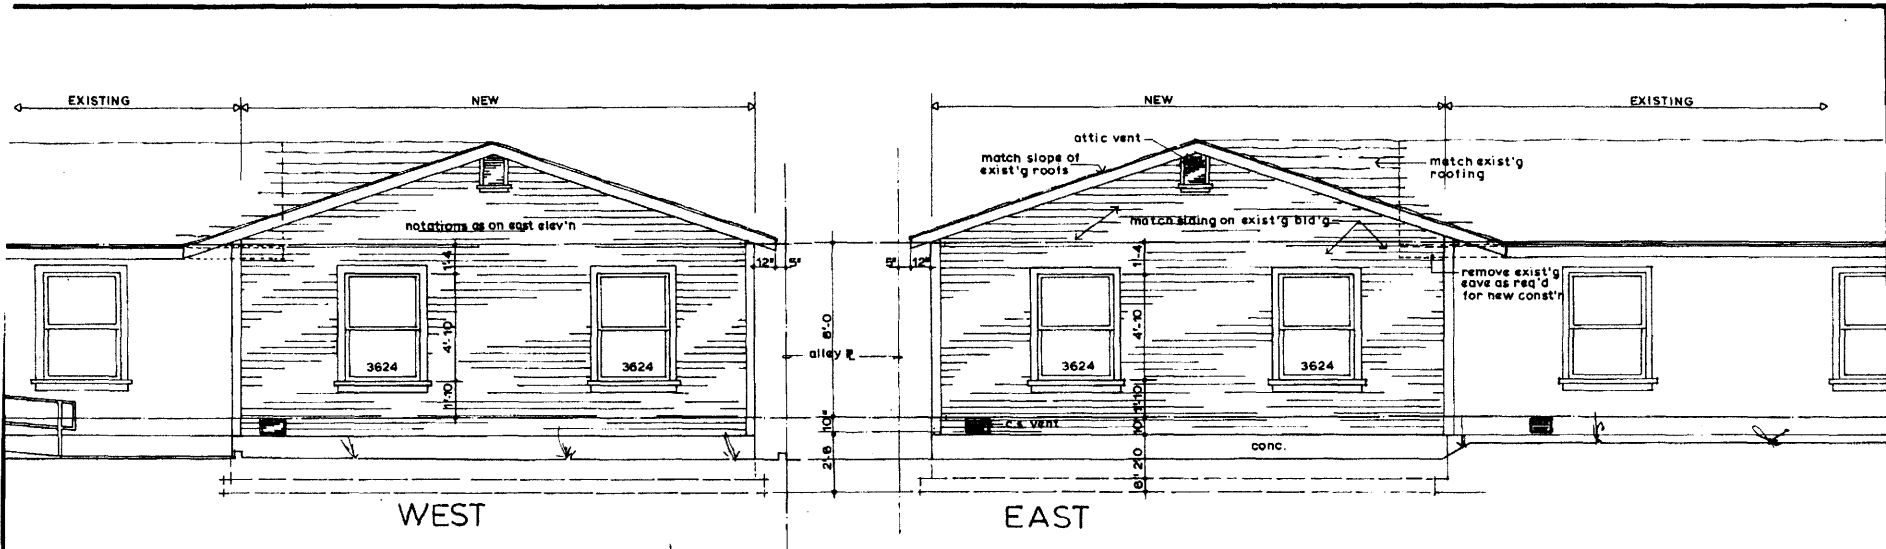 EXISTING
NEW
NEW
EXISTING
attic vent
match slope of
exist'g roofs
match exist'g
roofing
notations as on east elev'n
match siding on exist'g bld'g
1'-4
12"
5"
5"
12"
1'-4
remove exist'g
eave as req'd
for new const'n
4'-10
8'-0
4'-10
alley ⅊
3624
3624
3624
3624
1'-10
1'-10
10"
c.s. vent
10"
conc.
2'-8
2'-0
8"
WEST
EAST